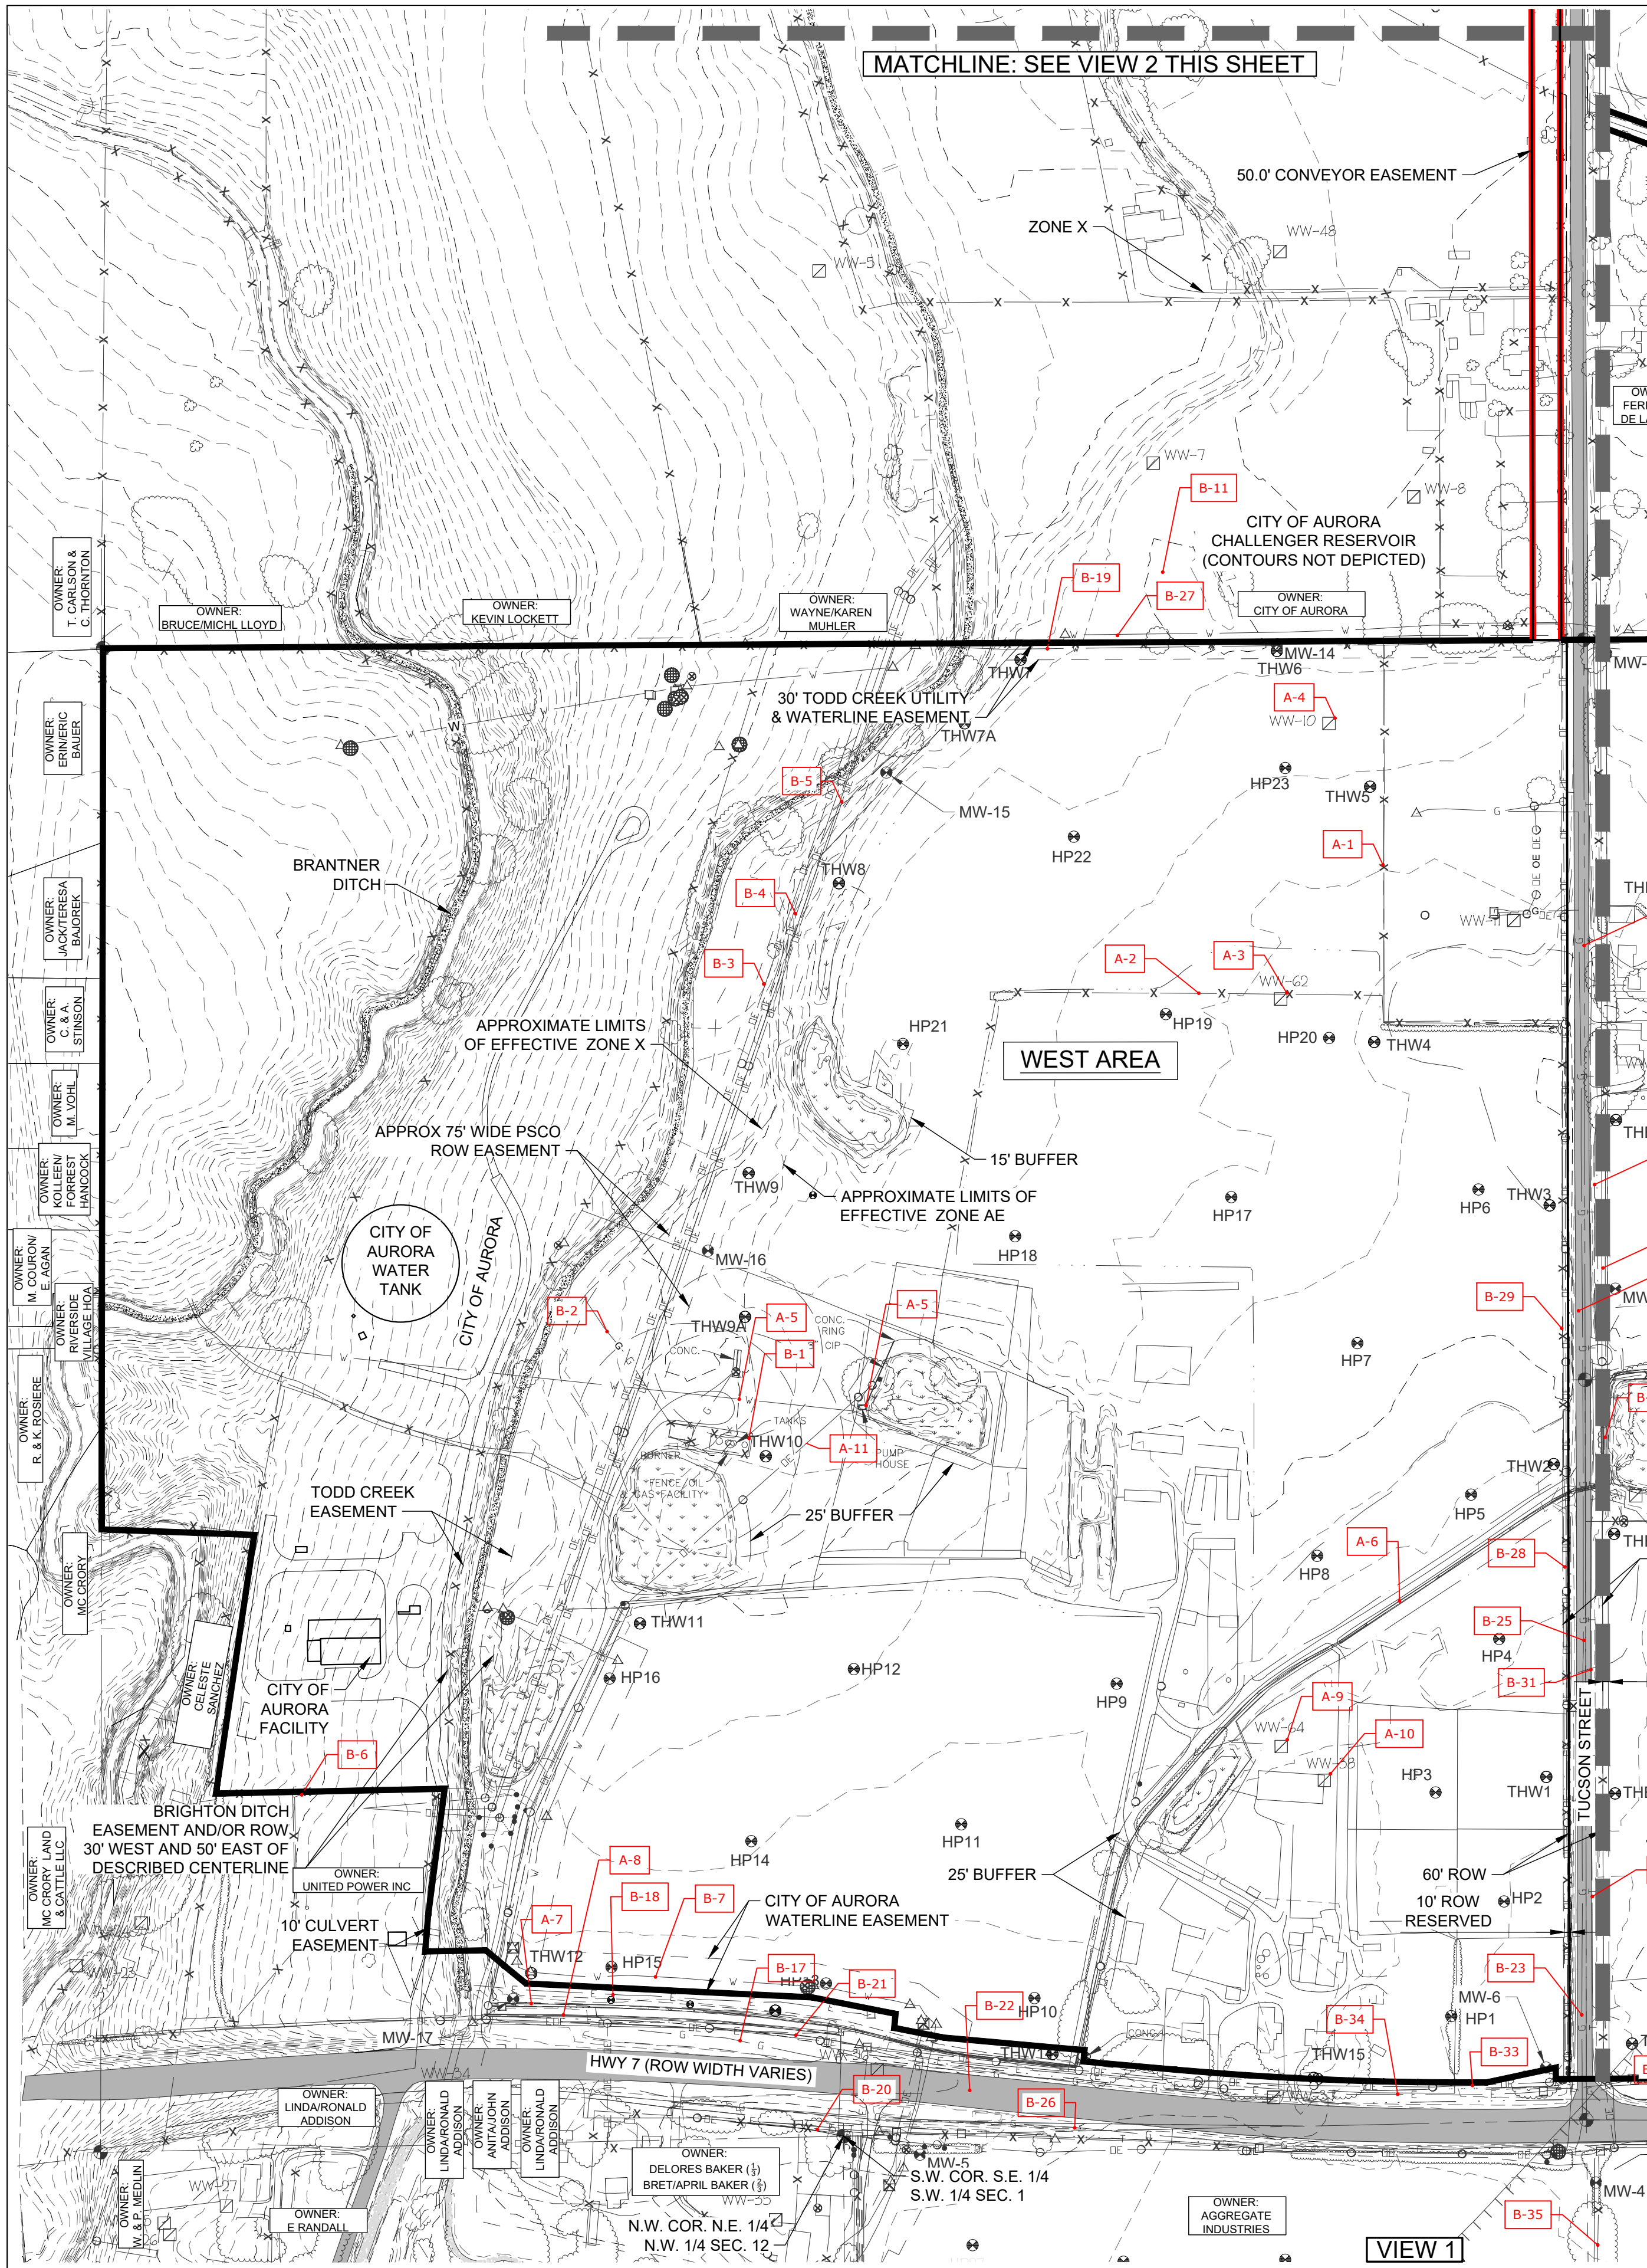 MATCHLINE: SEE VIEW 2 THIS SHEET
50.0' CONVEYOR EASEMENT
ZONE X
WW-48
WW-51
WW-7
WW-8
B-11
CITY OF AURORA
CHALLENGER RESERVOIR
(CONTOURS NOT DEPICTED)
B-19
B-27
OWNER:
T. CARLSON &
C. THORNTON
OWNER:
BRUCE/MICHL LLOYD
OWNER:
KEVIN LOCKETT
OWNER:
WAYNE/KAREN
MUHLER
OWNER:
CITY OF AURORA
THW7
MW-14
THW6
30' TODD CREEK UTILITY
& WATERLINE EASEMENT
THW7A
A-4
WW-10
OWNER:
ERIN/ERIC
BAUER
B-5
MW-15
HP23
THW5
HP22
A-1
BRANTNER
DITCH
THW8
B-4
OWNER:
JACK/TERESA
BAJOREK
WW-11
B-3
A-2
A-3
WW-62
OWNER:
C. & A.
STINSON
APPROXIMATE LIMITS
OF EFFECTIVE ZONE X
HP21
HP19
HP20
THW4
WEST AREA
OWNER:
M. VOHL
APPROX 75' WIDE PSCO
ROW EASEMENT
15' BUFFER
OWNER:
KOLLEEN/
FORREST
HANCOCK
THW9
APPROXIMATE LIMITS OF
EFFECTIVE ZONE AE
HP17
HP6
THW3
HP18
CITY OF
AURORA
WATER
TANK
CITY OF AURORA
MW-16
OWNER:
M. COURON/
E. AGAN
OWNER:
RIVERSIDE
VILLAGE HOA
B-2
THW9A
A-5
A-5
CONC.
RING
CIP
CONC.
B-1
B-29
HP7
OWNER:
R. & K. ROSIERE
TANKS
THW10
A-11
BURNER
PUMP
HOUSE
FENCE/OIL
& GAS FACILITY
THW2
TODD CREEK
EASEMENT
25' BUFFER
HP5
A-6
B-28
HP8
OWNER:
MC CRORY
THW11
B-25
HP4
HP16
HP12
HP9
B-31
OWNER:
CELESTE
SANCHEZ
CITY OF
AURORA
FACILITY
A-9
WW-64
A-10
WW-38
TUCSON STREET
B-6
HP3
THW1
BRIGHTON DITCH
EASEMENT AND/OR ROW
30' WEST AND 50' EAST OF
DESCRIBED CENTERLINE
HP11
HP14
OWNER:
MC CRORY LAND
& CATTLE LLC
A-8
OWNER:
UNITED POWER INC
25' BUFFER
60' ROW
B-18
B-7
CITY OF AURORA
WATERLINE EASEMENT
HP2
10' ROW
RESERVED
10' CULVERT
EASEMENT
A-7
THW12
HP15
WW-23
B-17
B-21
B-23
B-22
HP10
MW-6
HP1
B-34
MW-17
CONC.
THW15
B-33
HWY 7 (ROW WIDTH VARIES)
WW-34
OWNER:
LINDA/RONALD
ADDISON
OWNER:
LINDA/RONALD
ADDISON
OWNER:
ANITA/JOHN
ADDISON
OWNER:
LINDA/RONALD
ADDISON
B-20
B-26
OWNER:
DELORES BAKER (⅓)
BRET/APRIL BAKER (⅔)
MW-5
S.W. COR. S.E. 1/4
S.W. 1/4 SEC. 1
OWNER:
W. & P. MEDLIN
WW-27
WW-35
MW-4
OWNER:
E RANDALL
OWNER:
AGGREGATE
INDUSTRIES
B-35
N.W. COR. N.E. 1/4
N.W. 1/4 SEC. 12
VIEW 1